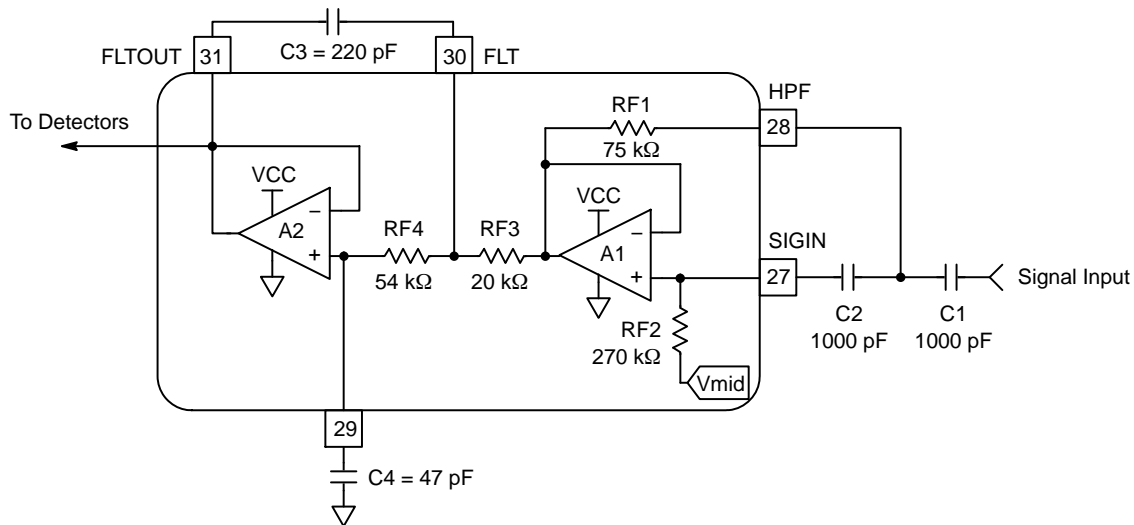 FLTOUT
31
C3 = 220 pF
30
FLT
To Detectors
HPF
28
RF1
75 kΩ
VCC
A2
−
+
RF4
54 kΩ
RF3
20 kΩ
VCC
A1
−
+
SIGIN
27
RF2
270 kΩ
Vmid
C2
1000 pF
C1
1000 pF
Signal Input
29
C4 = 47 pF